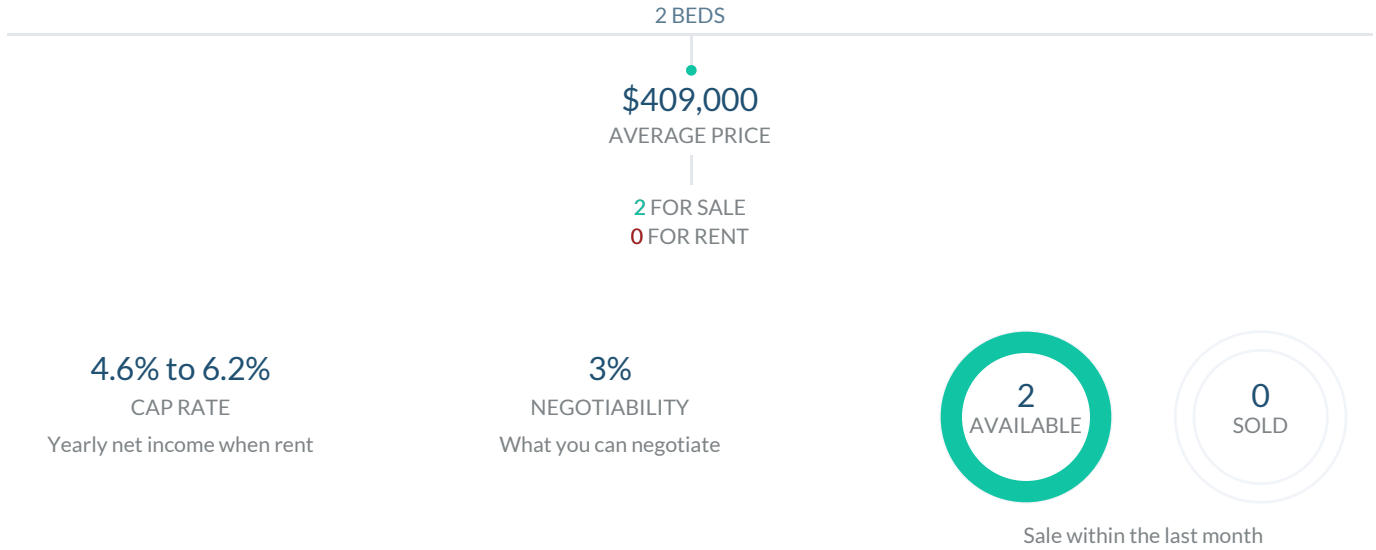 2 BEDS
$409,000
AVERAGE PRICE
2 FOR SALE
0 FOR RENT
4.6% to 6.2%
CAP RATE
Yearly net income when rent
3%
NEGOTIABILITY
What you can negotiate
2
AVAILABLE
0
SOLD
Sale within the last month